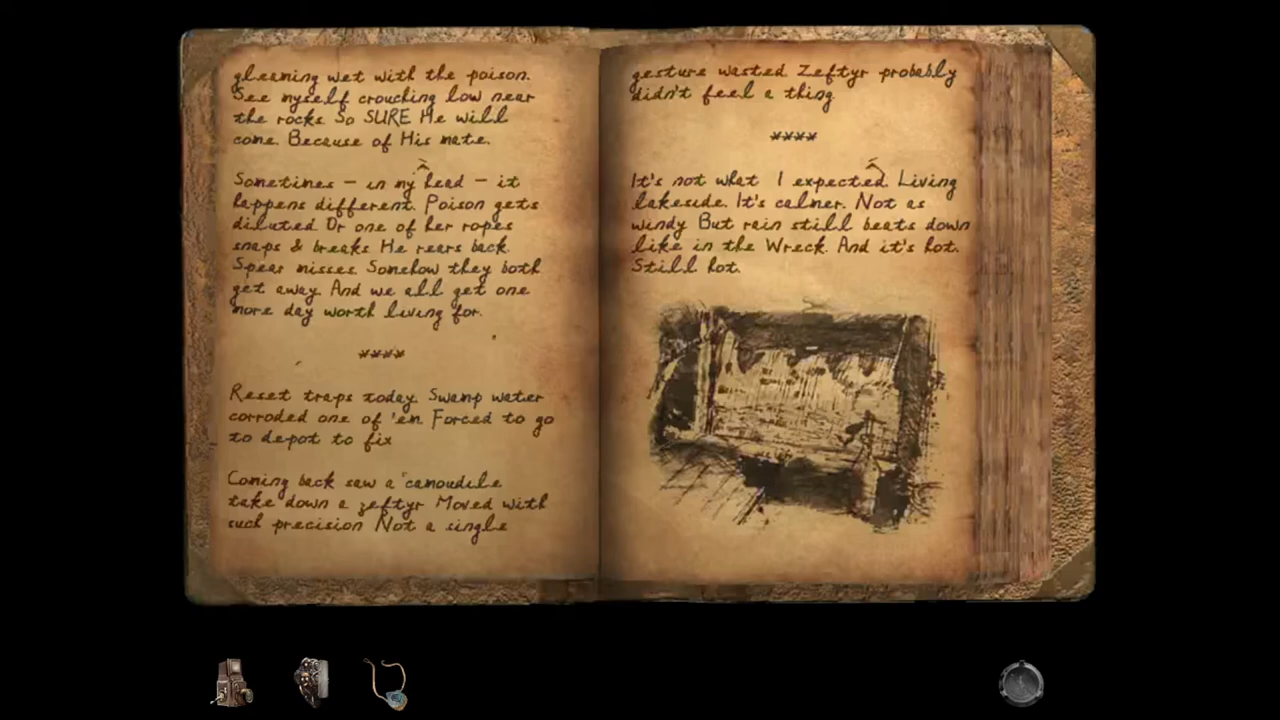 gleaming wet with the poison.
See myself crouching low near
the rocks So SURE He will
come. Because of His mate.
Sometimes – in my head – it
happens different. Poison gets
diluted Or one of her ropes
snaps & breaks He rears back.
Spear misses Somehow they both
get away. And we all get one
more day worth living for.
****
Reset traps today. Swamp water
corroded one of 'em Forced to go
to depot to fix
Coming back saw a camoudile
take down a zeftyr Moved with
such precision Not a single
gesture wasted Zeftyr probably
didn't feel a thing
****
It's not what I expected. Living
lakeside. It's calmer. Not as
windy But rain still beats down
like in the Wreck. And it's hot.
Still hot.